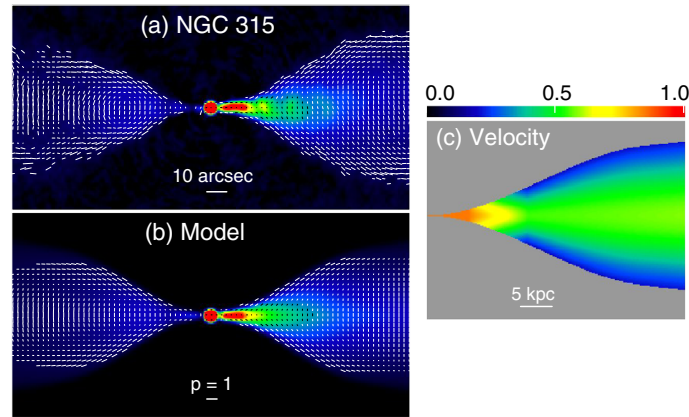 (a) NGC 315
10 arcsec
(b) Model
p = 1
0.0 0.5 1.0
(c) Velocity
5 kpc